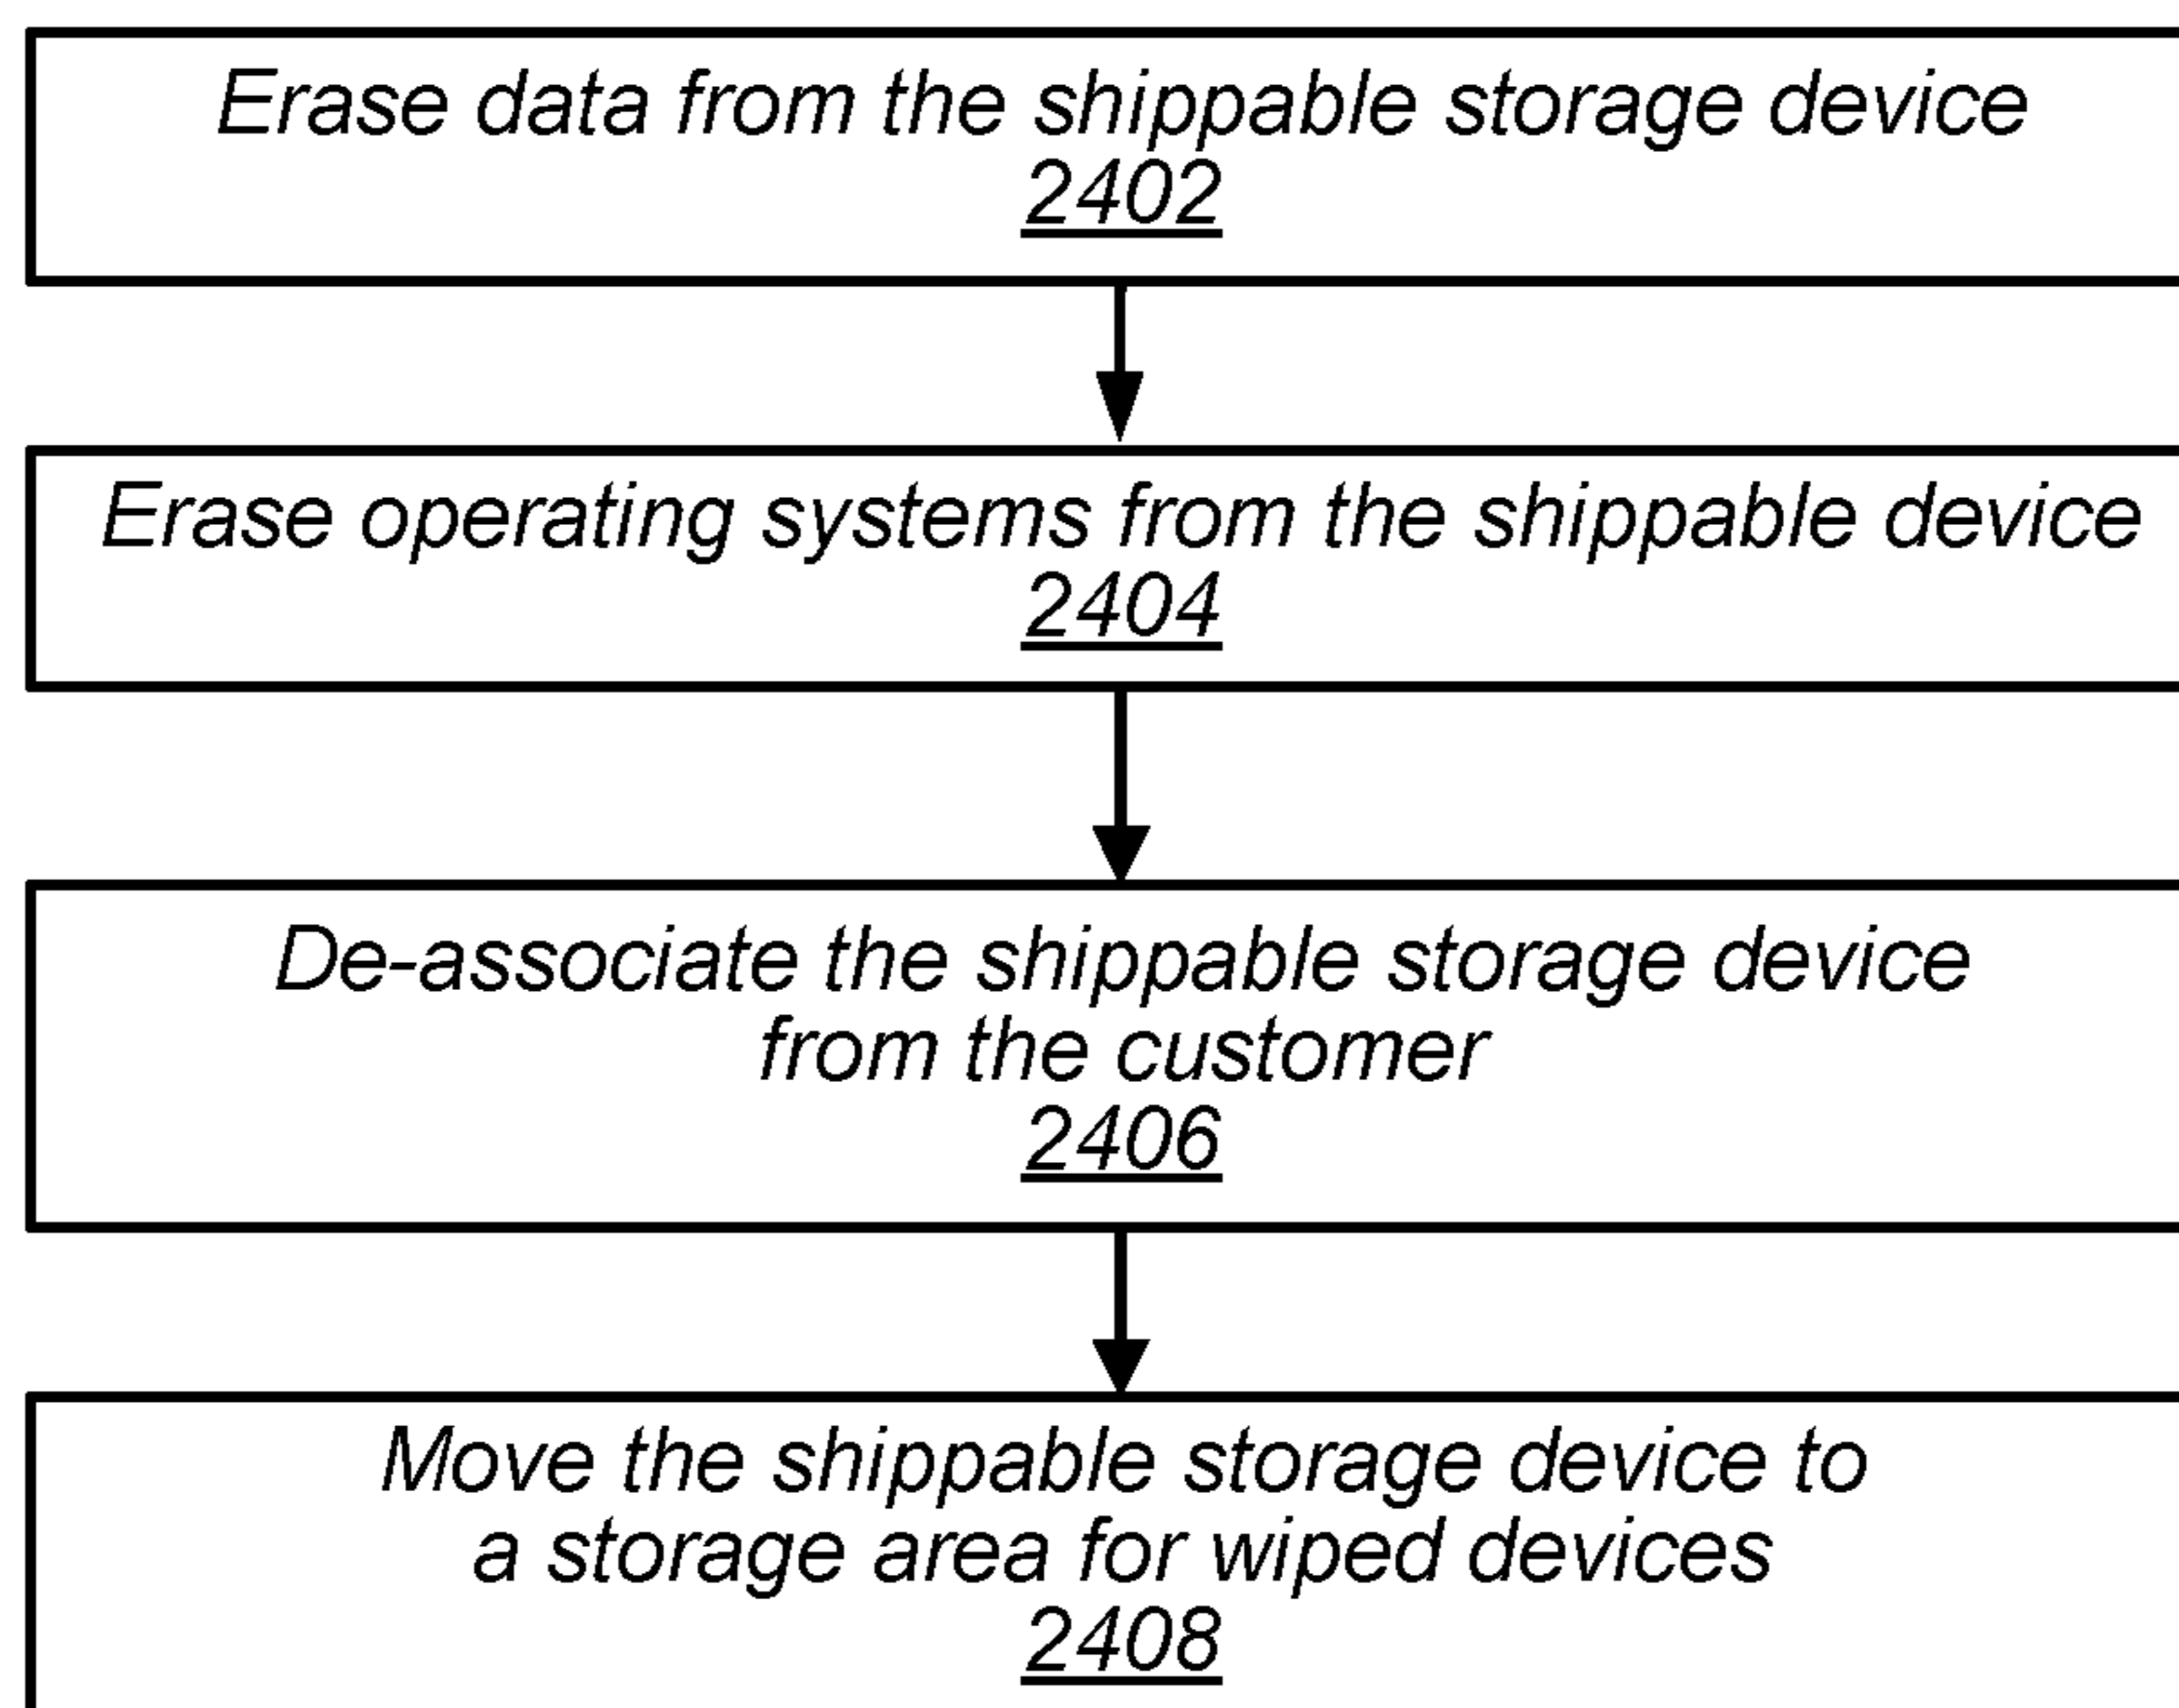 Erase data from the shippable storage device
2402
Erase operating systems from the shippable device
2404
De-associate the shippable storage device
from the customer
2406
Move the shippable storage device to
a storage area for wiped devices
2408